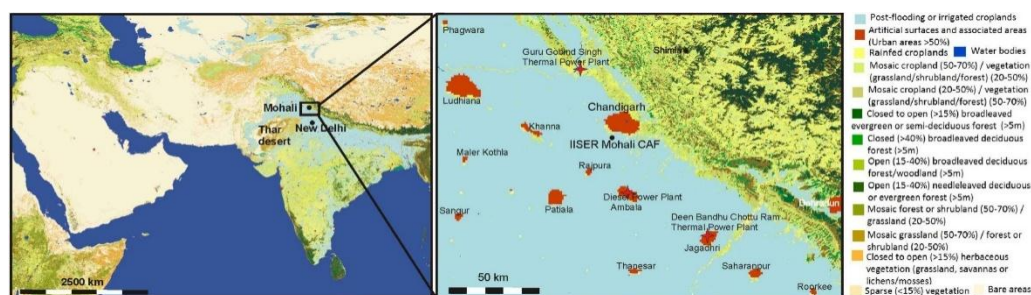 Mohali
New Delhi
Thar
desert
2500 km
Phagwara
Guru Gobind Singh
Thermal Power Plant
Shimla
Ludhiana
Chandigarh
Khanna
IISER Mohali CAF
Maler Kothla
Rajpura
Diesel Power Plant
Ambala
Patiala
Sangur
Deen Bandhu Chottu Ram
Thermal Power Plant
Jagadhri
Dehradun
Thanesar
Saharanpur
50 km
Roorkee
Post-flooding or irrigated croplands
Artificial surfaces and associated areas
(Urban areas >50%)
Rainfed croplands Water bodies
Mosaic cropland (50-70%) / vegetation
(grassland/shrubland/forest) (20-50%)
Mosaic cropland (20-50%) / vegetation
(grassland/shrubland/forest) (50-70%)
Closed to open (>15%) broadleaved
evergreen or semi-deciduous forest (>5m)
Closed (>40%) broadleaved deciduous
forest (>5m)
Open (15-40%) broadleaved deciduous
forest/woodland (>5m)
Open (15-40%) needleleaved deciduous
or evergreen forest (>5m)
Mosaic forest or shrubland (50-70%) /
grassland (20-50%)
Mosaic grassland (50-70%) / forest or
shrubland (20-50%)
Closed to open (>15%) herbaceous
vegetation (grassland, savannas or
lichens/mosses)
Sparse (<15%) vegetation Bare areas